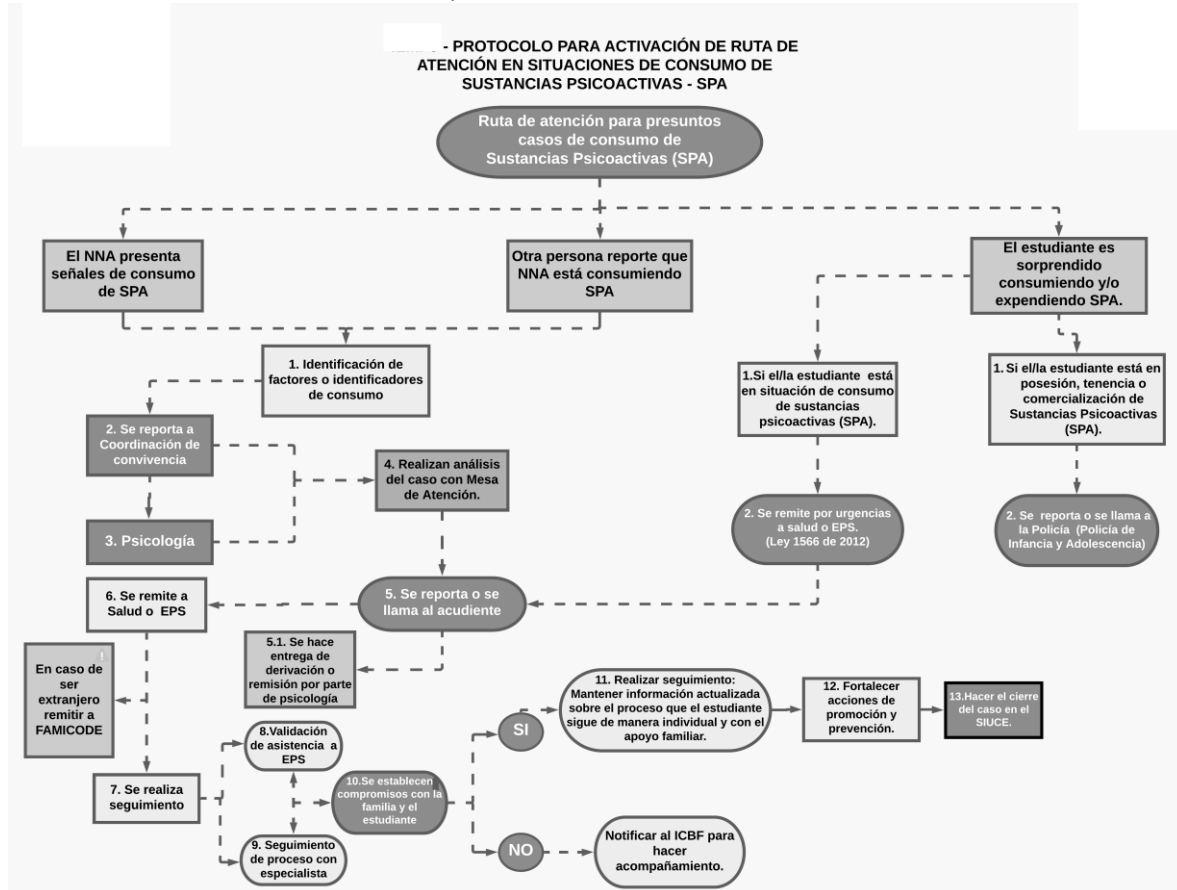 - PROTOCOLO PARA ACTIVACIÓN DE RUTA DE
ATENCIÓN EN SITUACIONES DE CONSUMO DE
SUSTANCIAS PSICOACTIVAS - SPA
Ruta de atención para presuntos
casos de consumo de
Sustancias Psicoactivas (SPA)
El NNA presenta
señales de consumo
de SPA
Otra persona reporte que
NNA está consumiendo
SPA
El estudiante es
sorprendido
consumiendo y/o
expendiendo SPA.
1. Identificación de
factores o identificadores
de consumo
1.Si el/la estudiante está
en situación de consumo
de sustancias
psicoactivas (SPA).
1. Si el/la estudiante está en
posesión, tenencia o
comercialización de
Sustancias Psicoactivas
(SPA).
2. Se reporta a
Coordinación de
convivencia
3. Psicología
4. Realizan análisis
del caso con Mesa
de Atención.
2. Se remite por urgencias
a salud o EPS.
(Ley 1566 de 2012)
2. Se reporta o se llama a
la Policía (Policía de
Infancia y Adolescencia)
5. Se reporta o se
llama al acudiente
6. Se remite a
Salud o EPS
5.1. Se hace
entrega de
derivación o
remisión por parte
de psicología
En caso de
ser
extranjero
remitir a
FAMICODE
7. Se realiza
seguimiento
8.Validación
de asistencia a
EPS
9. Seguimiento
de proceso con
especialista
10.Se establecen
compromisos con la
familia y el
estudiante
SI
11. Realizar seguimiento:
Mantener información actualizada
sobre el proceso que el estudiante
sigue de manera individual y con el
apoyo familiar.
12. Fortalecer
acciones de
promoción y
prevención.
13.Hacer el cierre
del caso en el
SIUCE.
NO
Notificar al ICBF para
hacer
acompañamiento.